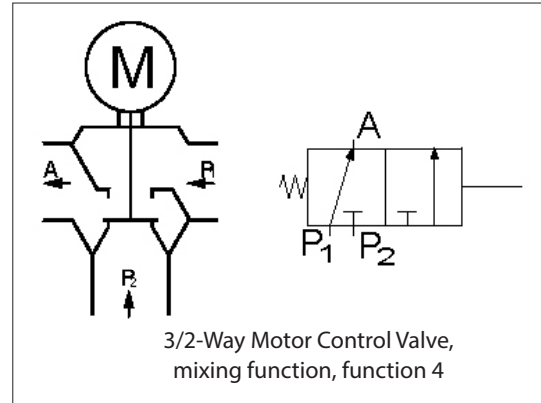 M
A
P1
P2
A
P1
P2
3/2-Way Motor Control Valve,
mixing function, function 4